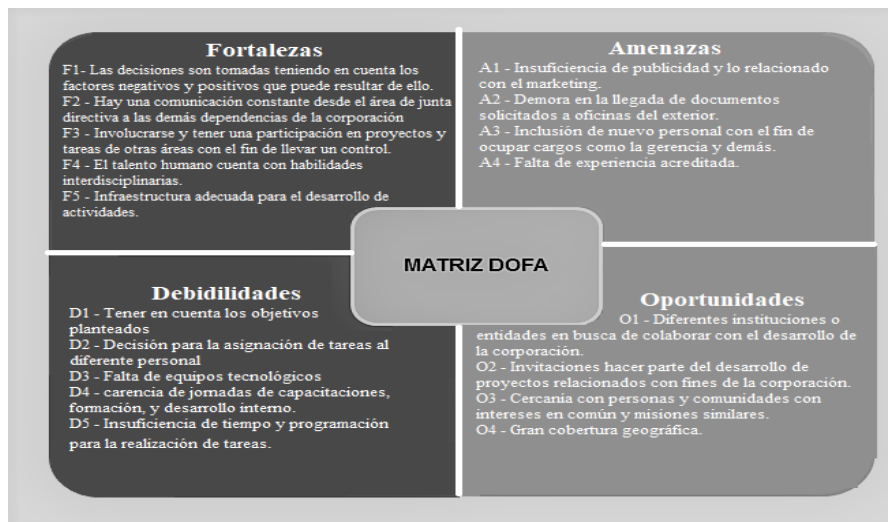 Fortalezas
F1- Las decisiones son tomadas teniendo en cuenta los
factores negativos y positivos que puede resultar de ello.
F2 - Hay una comunicación constante desde el área de junta
directiva a las demás dependencias de la corporación
F3 - Involucrarse y tener una participación en proyectos y
tareas de otras áreas con el fin de llevar un control.
F4 - El talento humano cuenta con habilidades
interdisciplinarias.
F5 - Infraestructura adecuada para el desarrollo de
actividades.
Amenazas
A1 - Insuficiencia de publicidad y lo relacionado
con el marketing.
A2 - Demora en la llegada de documentos
solicitados a oficinas del exterior.
A3 - Inclusión de nuevo personal con el fin de
ocupar cargos como la gerencia y demás.
A4 - Falta de experiencia acreditada.
MATRIZ DOFA
Debidilidades
D1 - Tener en cuenta los objetivos
planteados
D2 - Decisión para la asignación de tareas al
diferente personal
D3 - Falta de equipos tecnológicos
D4 - carencia de jornadas de capacitaciones,
formación, y desarrollo interno.
D5 - Insuficiencia de tiempo y programación
para la realización de tareas.
Oportunidades
O1 - Diferentes instituciones o
entidades en busca de colaborar con el desarrollo de
la corporación.
O2 - Invitaciones hacer parte del desarrollo de
proyectos relacionados con fines de la corporación.
O3 - Cercania con personas y comunidades con
intereses en común y misiones similares.
O4 - Gran cobertura geográfica.